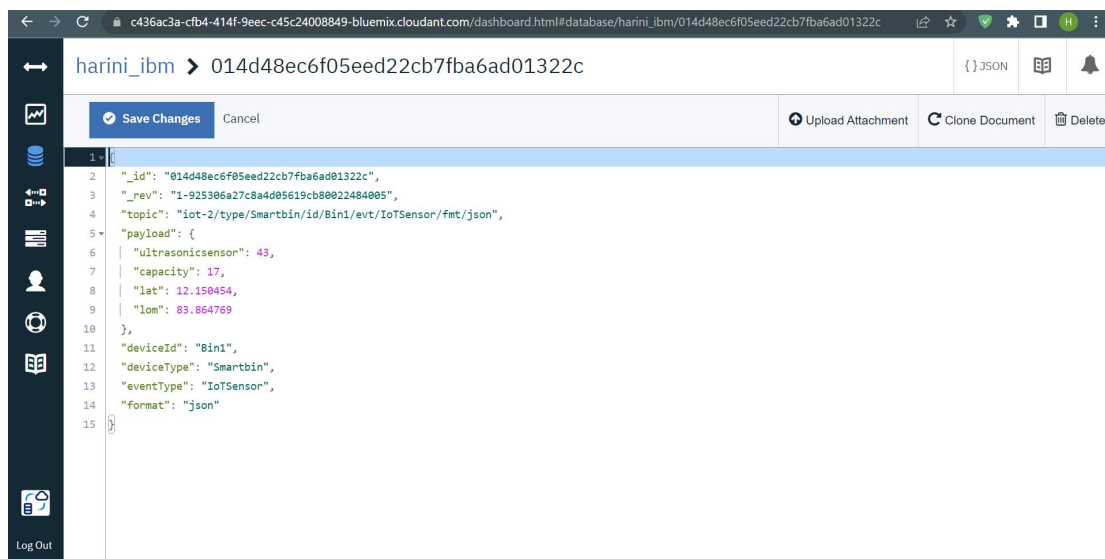 c436ac3a-cfb4-414f-9eec-c45c24008849-bluemix.cloudant.com/dashboard.html#database/harini_ibm/014d48ec6f05eed22cb7fba6ad01322c
H
harini_ibm > 014d48ec6f05eed22cb7fba6ad01322c
{ } JSON
Save Changes Cancel Upload Attachment Clone Document Delete
1 {
2 "_id": "014d48ec6f05eed22cb7fba6ad01322c",
3 "_rev": "1-925306a27c8a4d05619cb80022484005",
4 "topic": "iot-2/type/Smartbin/id/Bin1/evt/IoTSensor/fmt/json",
5 "payload": {
6 "ultrasonicsensor": 43,
7 "capacity": 17,
8 "lat": 12.150454,
9 "lom": 83.864769
10 },
11 "deviceId": "Bin1",
12 "deviceType": "Smartbin",
13 "eventType": "IoTSensor",
14 "format": "json"
15 }
Log Out